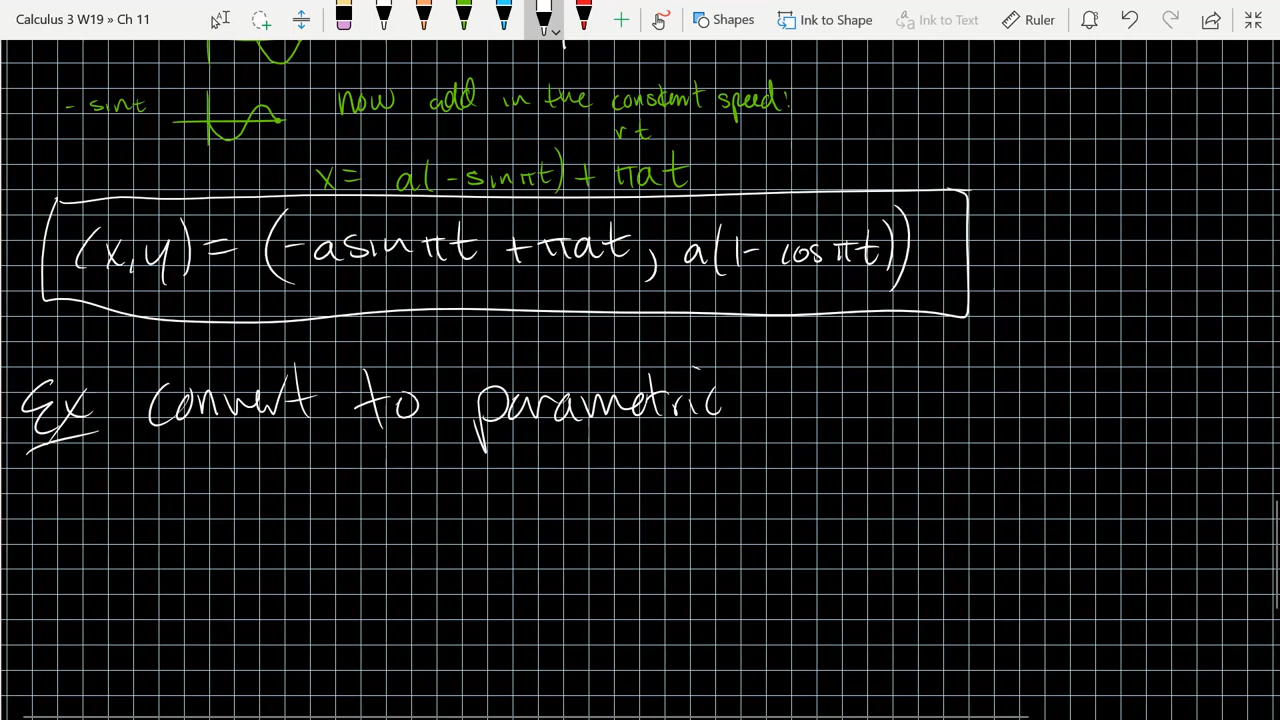 Calculus 3 W19 » Ch 11
Shapes
Ink to Shape
Ink to Text
Ruler
- sint
now add in the constant speed:
rt
x = a(-sinπt) + πat
(x,y) = (-asinπt +πat, a(1-cosπt))
Ex convert to parametric